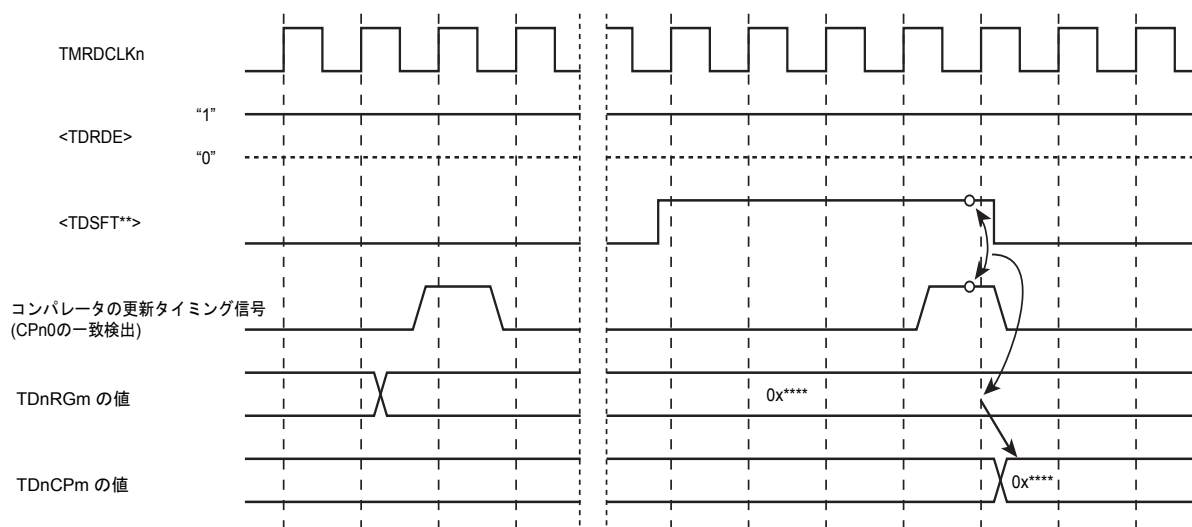 TMRDCLKn
“1”
<TDRDE>
“0”
<TDSFT**>
コンパレータの更新タイミング信号
(CPn0の一致検出)
TDnRGm の値
0x****
TDnCPm の値
0x****